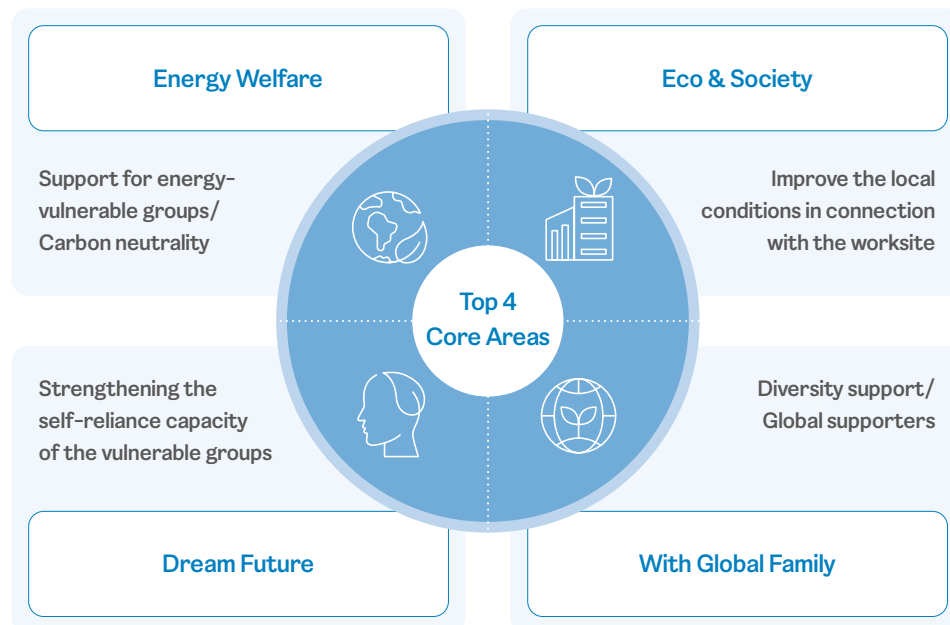 Energy Welfare
Support for energy-
vulnerable groups/
Carbon neutrality
Eco & Society
Improve the local
conditions in connection
with the worksite
Top 4
Core Areas
Strengthening the
self-reliance capacity
of the vulnerable groups
Dream Future
Diversity support/
Global supporters
With Global Family